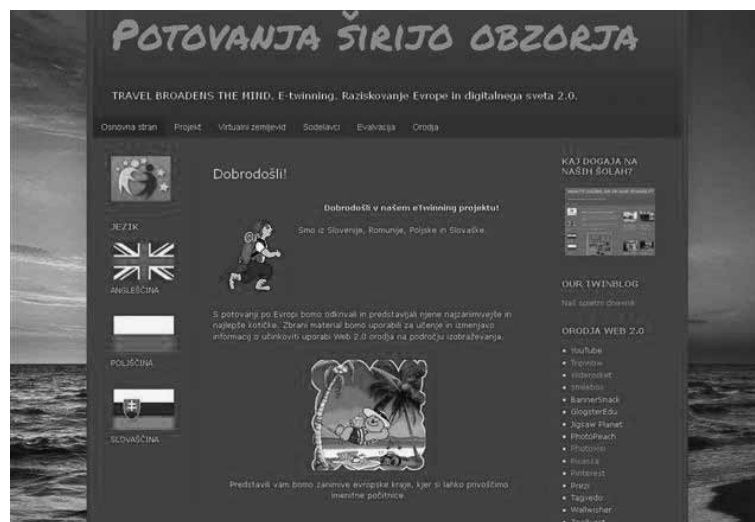 POTOVANJA ŠIRIJO OBZORJA
TRAVEL BROADENS THE MIND. E-twinning. Raziskovanje Evrope in digitalnega sveta 2.0.
Osnovna stran Projekt Virtualni zemljevid Sodelavci Evalvacija Orodja
JEZIK
ANGLEŠČINA
POLJŠČINA
SLOVAŠČINA
Dobrodošli!
Dobrodošli v našem eTwinning projektu!
Smo iz Slovenije, Romunije, Poljske in Slovaške.
S potovanji po Evropi bomo odkrivali in predstavljali njene najzanimivejše in
najlepše kotičke. Zbrani material bomo uporabili za učenje in izmenjavo
informacij o učinkoviti uporabi Web 2.0 orodja na področju izobraževanja.
Predstavili vam bomo zanimive evropske kraje, kjer si lahko privoščimo
imenitne počitnice.
KAJ DOGAJA NA
NAŠIH ŠOLAH?
OUR TWINBLOG
Naš spletni dnevnik
ORODJA WEB 2.0
YouTube
Sliderocket
Smilebox
BannerSnack
GlogsterEdu
Jigsaw Planet
PhotoPeach
Photovisi
Pinterest
Prezi
Tagxedo
Wallwisher